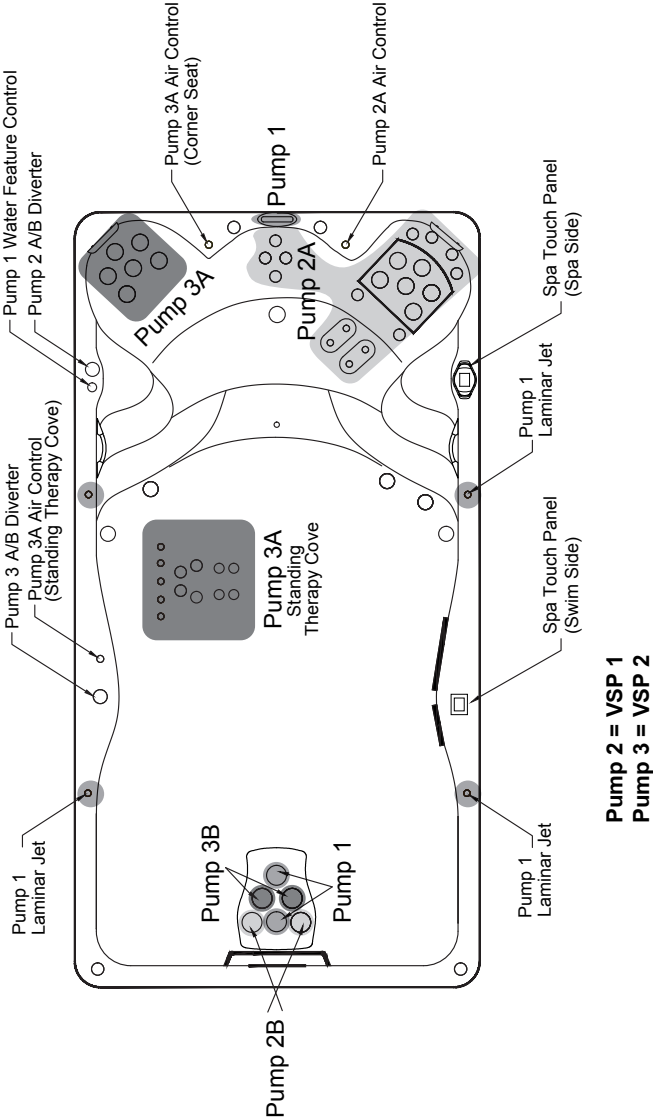 Pump 1 Water Feature Control
Pump 2 A/B Diverter
Pump 3 A/B Diverter
Pump 3A Air Control
(Standing Therapy Cove)
Pump 1
Laminar Jet
Pump 3A Air Control
(Corner Seat)
Pump 1
Pump 2A Air Control
Pump 3A
Pump 2A
Pump 3A
Standing
Therapy Cove
Pump 3B
Pump 1
Pump 2B
Spa Touch Panel
(Spa Side)
Pump 1
Laminar Jet
Spa Touch Panel
(Swim Side)
Pump 1
Laminar Jet
Pump 2 = VSP 1
Pump 3 = VSP 2